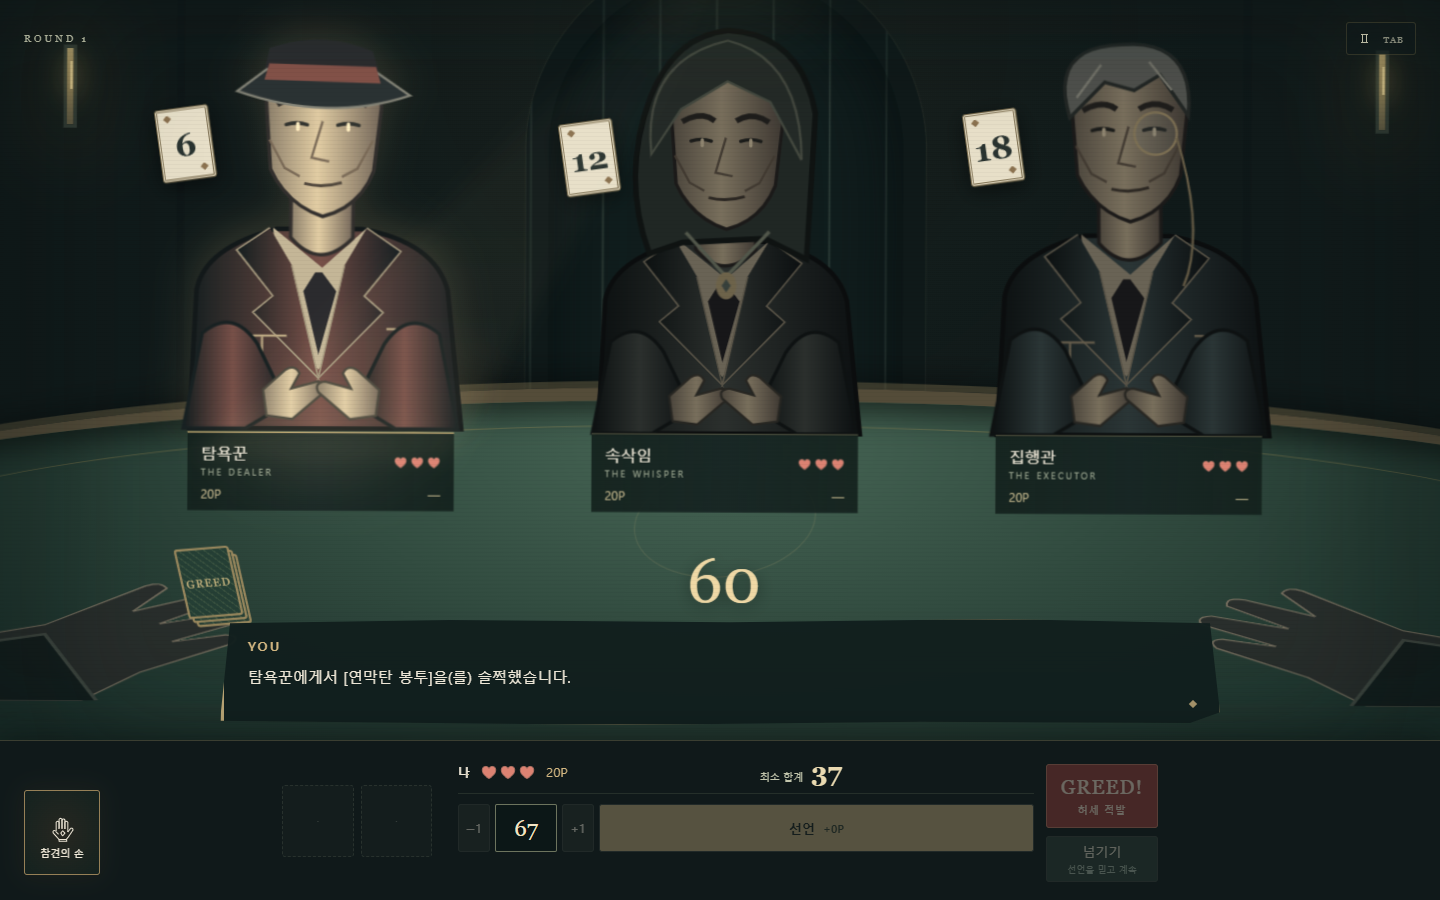 ROUND 1
II TAB
6
12
18
탐욕꾼
THE DEALER
20P —
속삭임
THE WHISPER
20P —
집행관
THE EXECUTOR
20P —
GREED
60
YOU
탐욕꾼에게서 [연막탄 봉투]을(를) 슬쩍했습니다.
참견의 손
나 20P
최소 합계 37
−1 67 +1
선언 +0P
GREED!
허세 적발
넘기기
선언을 믿고 계속